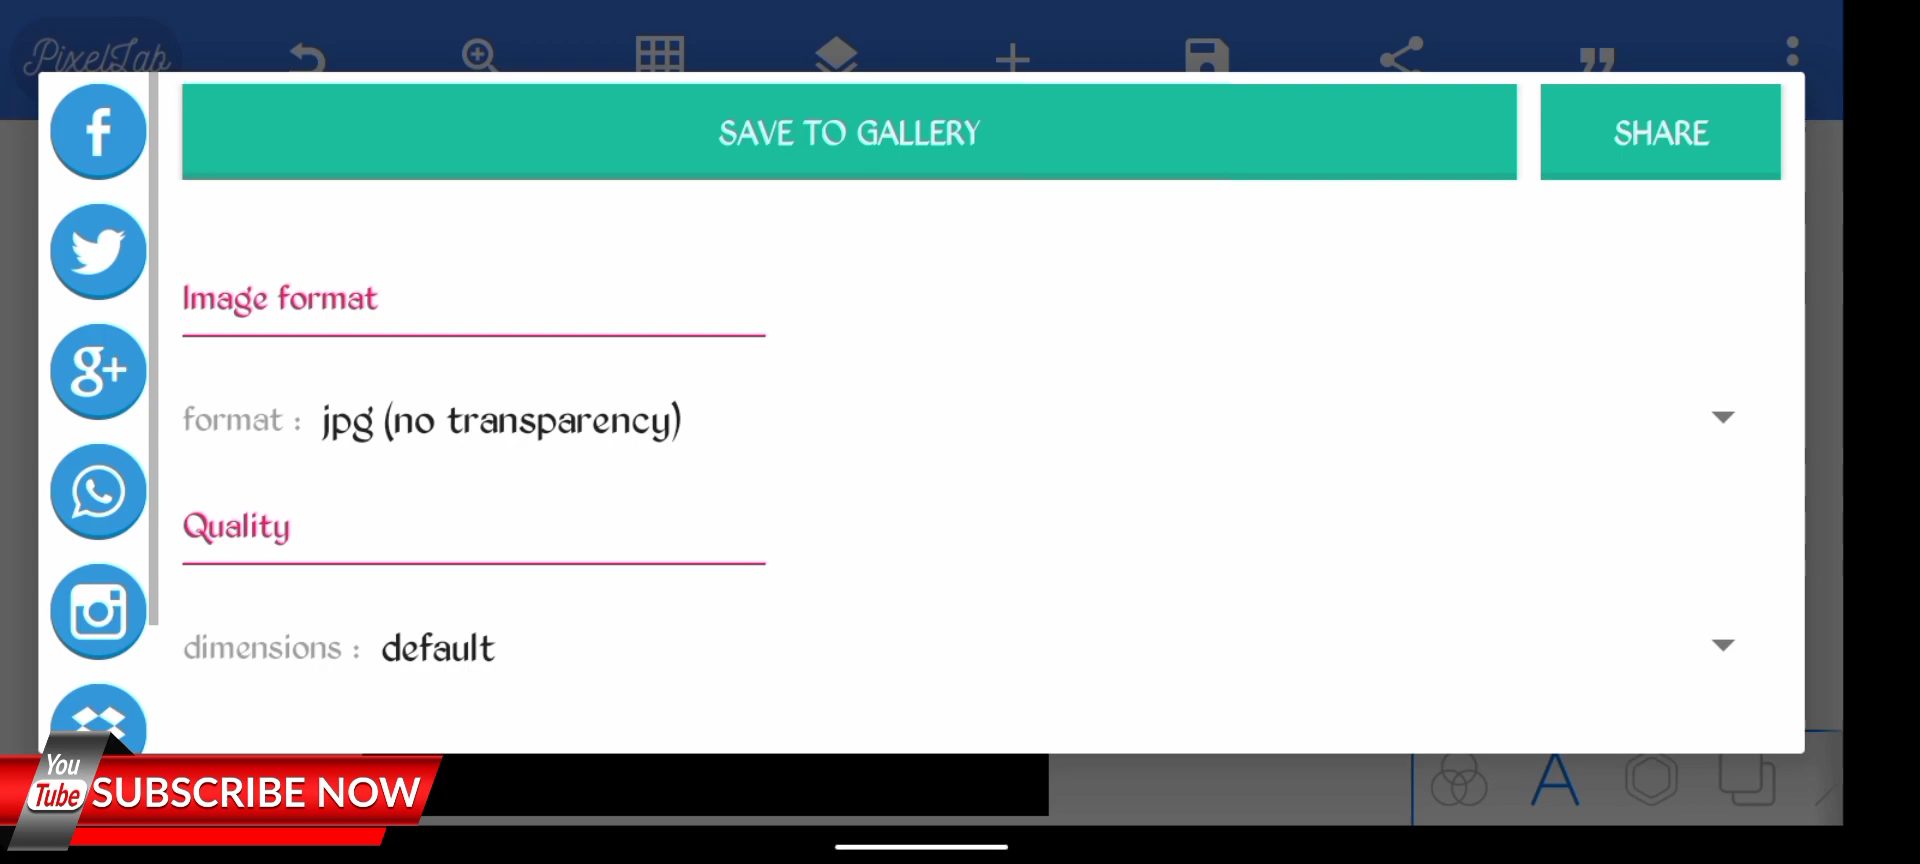 PixelLab
SAVE TO GALLERY
SHARE
Image format
format : jpg (no transparency)
Quality
dimensions : default
You
Tube
SUBSCRIBE NOW